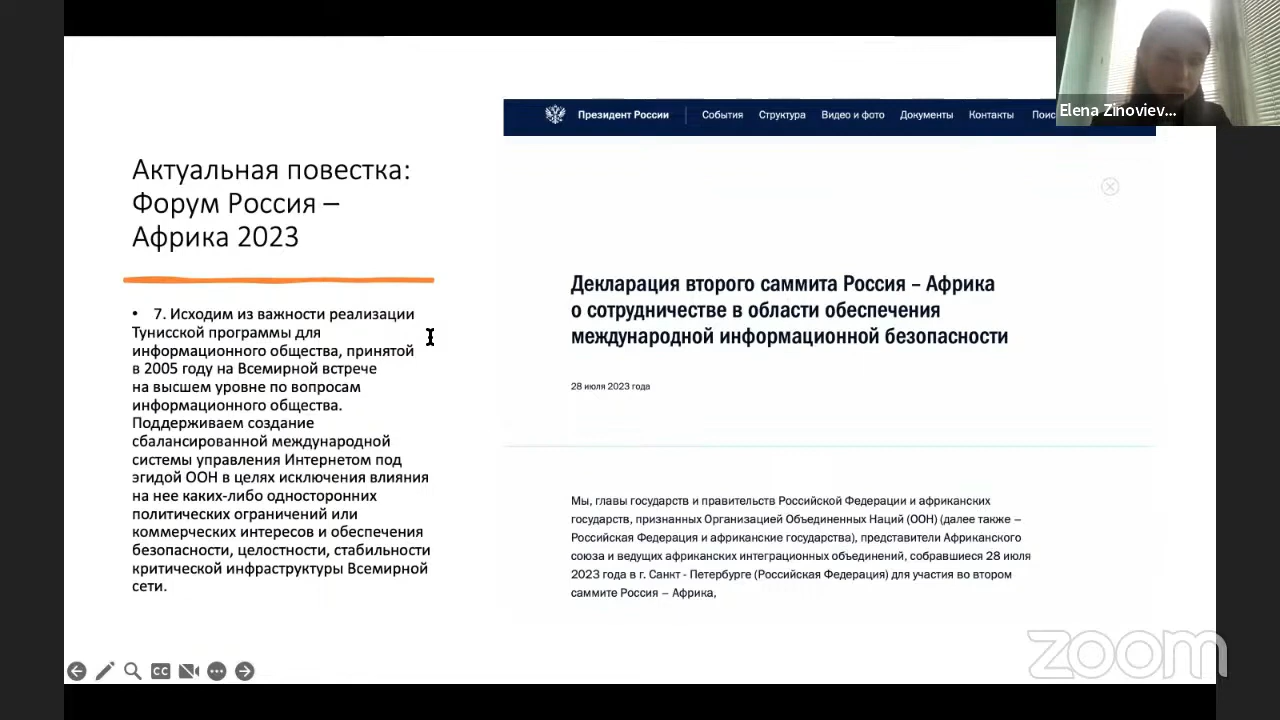 Elena Zinoviev...
Президент России
События
Структура
Видео и фото
Документы
Контакты
Поис
Актуальная повестка:
Форум Россия –
Африка 2023
• 7. Исходим из важности реализации
Тунисской программы для
информационного общества, принятой
в 2005 году на Всемирной встрече
на высшем уровне по вопросам
информационного общества.
Поддерживаем создание
сбалансированной международной
системы управления Интернетом под
эгидой ООН в целях исключения влияния
на нее каких-либо односторонних
политических ограничений или
коммерческих интересов и обеспечения
безопасности, целостности, стабильности
критической инфраструктуры Всемирной
сети.
Декларация второго саммита Россия – Африка
о сотрудничестве в области обеспечения
международной информационной безопасности
28 июля 2023 года
Мы, главы государств и правительств Российской Федерации и африканских
государств, признанных Организацией Объединенных Наций (ООН) (далее также –
Российская Федерация и африканские государства), представители Африканского
союза и ведущих африканских интеграционных объединений, собравшиеся 28 июля
2023 года в г. Санкт - Петербурге (Российская Федерация) для участия во втором
саммите Россия – Африка,
CC
zoom